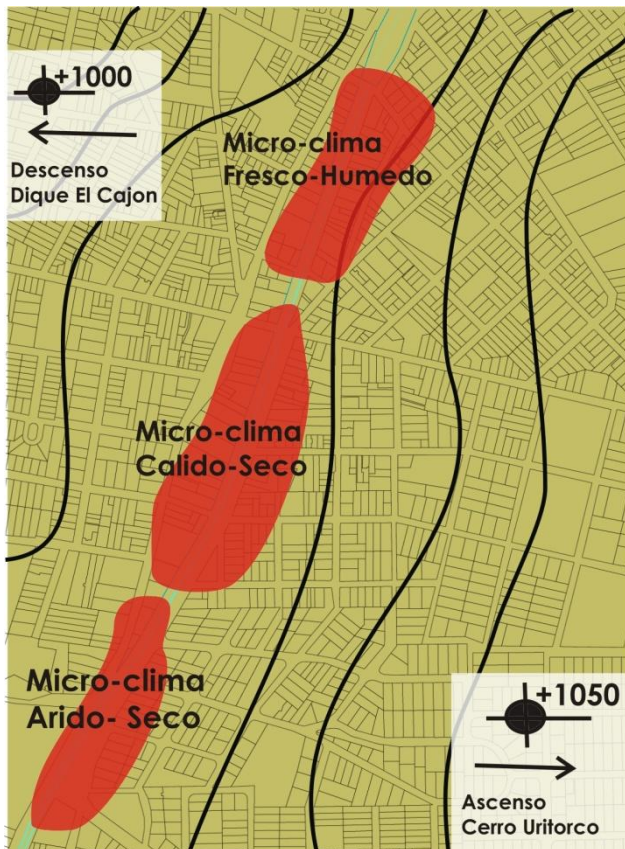 +1000
Descenso
Dique El Cajon
Micro-clima
Fresco-Humedo
Micro-clima
Calido-Seco
Micro-clima
Arido- Seco
+1050
Ascenso
Cerro Uritorco